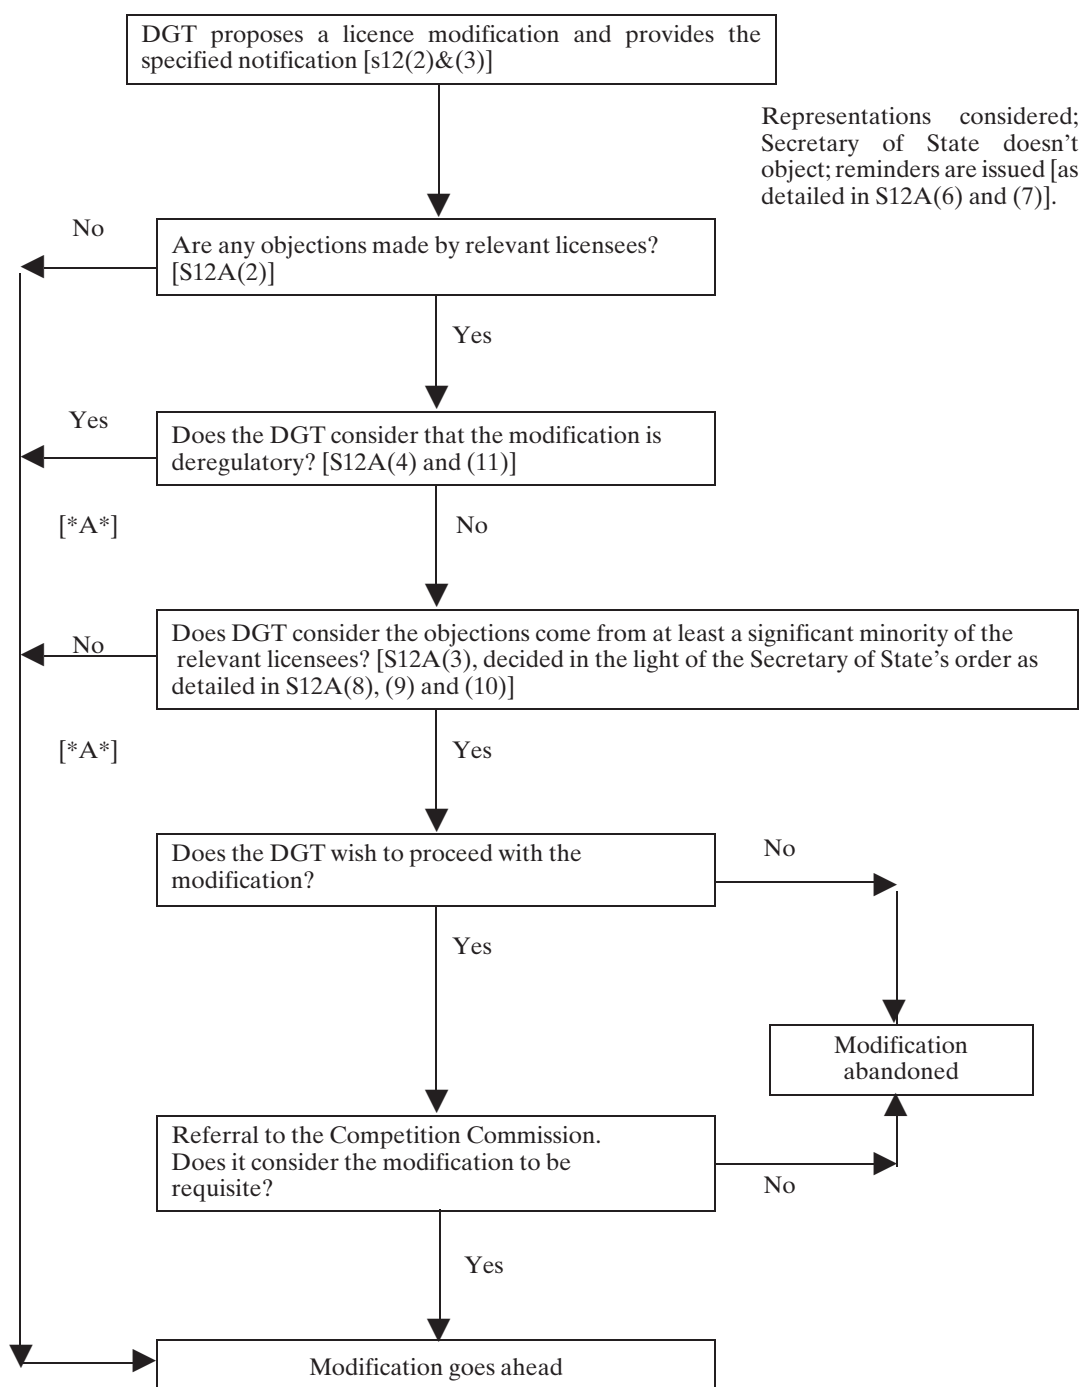 DGT proposes a licence modification and provides the
specified notification [s12(2)&(3)]
Representations considered;
Secretary of State doesn't
object; reminders are issued [as
detailed in S12A(6) and (7)].
No
Are any objections made by relevant licensees?
[S12A(2)]
Yes
Yes
Does the DGT consider that the modification is
deregulatory? [S12A(4) and (11)]
[*A*]
No
No
Does DGT consider the objections come from at least a significant minority of the
relevant licensees? [S12A(3), decided in the light of the Secretary of State's order as
detailed in S12A(8), (9) and (10)]
[*A*]
Yes
Does the DGT wish to proceed with the
modification?
No
Yes
Modification
abandoned
Referral to the Competition Commission.
Does it consider the modification to be
requisite?
No
Yes
Modification goes ahead